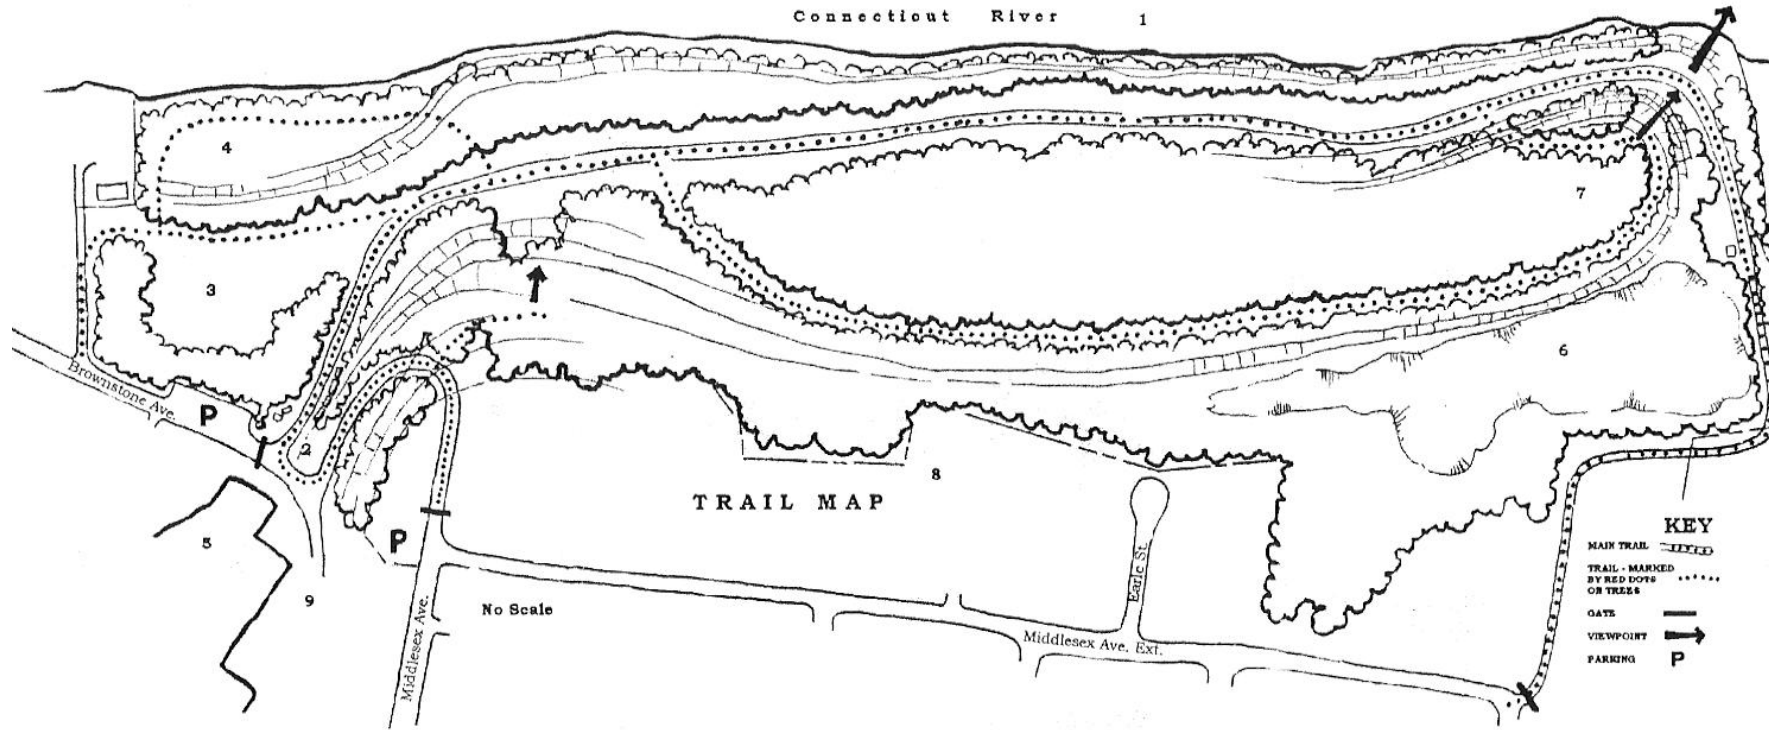 Connecticut River 1
4
7
3
6
Brownstone Ave.
P
2
8
TRAIL MAP
5
P
9
No Scale
Middlesex Ave.
Earle St.
Middlesex Ave. Ext.
KEY
MAIN TRAIL
TRAIL - MARKED
BY RED DOTS
ON TREES
GATE
VIEWPOINT
PARKING P